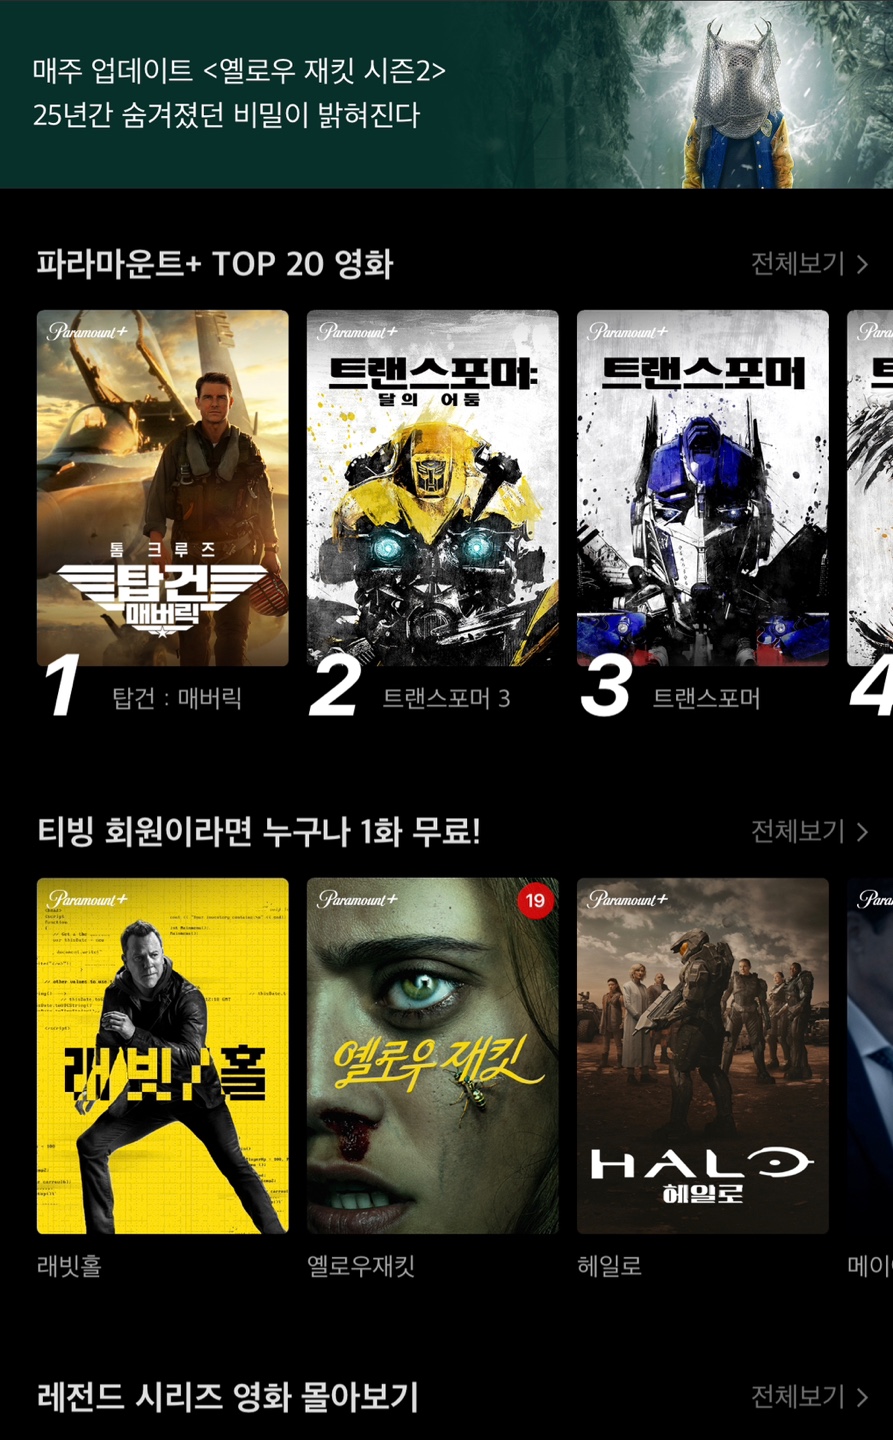 매주 업데이트 <옐로우 재킷 시즌2>
25년간 숨겨졌던 비밀이 밝혀진다
파라마운트+ TOP 20 영화
전체보기 >
Paramount+
톰 크루즈
탑건
매버릭
Paramount+
트랜스포머:
달의 어둠
Paramount+
트랜스포머
1 탑건 : 매버릭
2 트랜스포머 3
3 트랜스포머
4
티빙 회원이라면 누구나 1화 무료!
전체보기 >
Paramount+
래빗홀
Paramount+
19
옐로우 재킷
Paramount+
HALO
헤일로
래빗홀
옐로우재킷
헤일로
레전드 시리즈 영화 몰아보기
전체보기 >